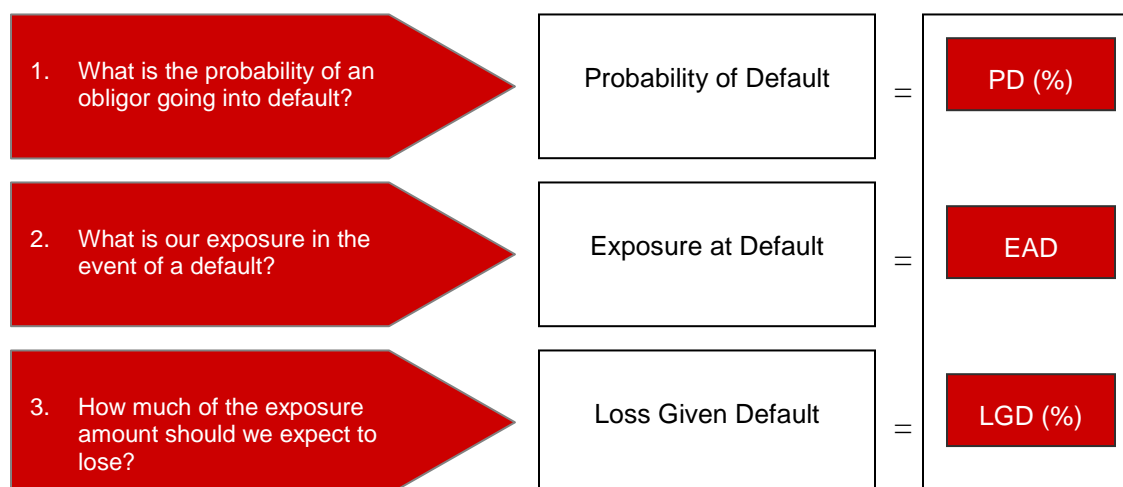 1. What is the probability of an
obligor going into default?
Probability of Default
=
PD (%)
2. What is our exposure in the
event of a default?
Exposure at Default
=
EAD
3. How much of the exposure
amount should we expect to
lose?
Loss Given Default
=
LGD (%)